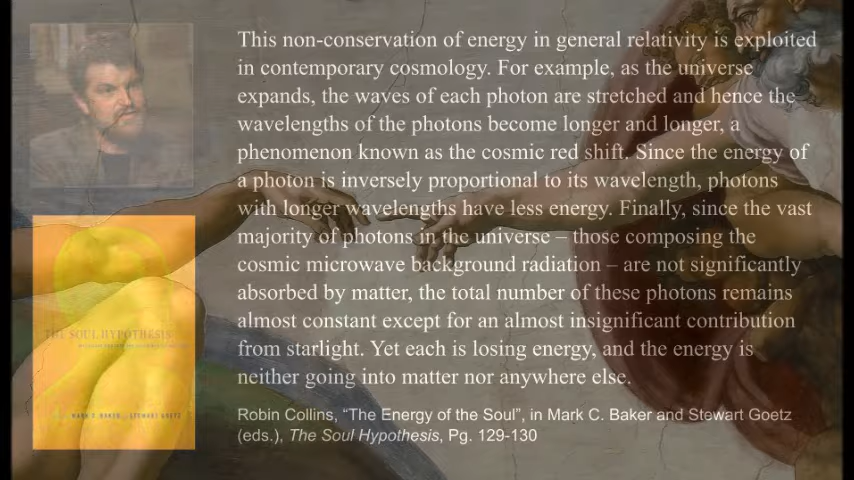 This non-conservation of energy in general relativity is exploited
in contemporary cosmology. For example, as the universe
expands, the waves of each photon are stretched and hence the
wavelengths of the photons become longer and longer, a
phenomenon known as the cosmic red shift. Since the energy of
a photon is inversely proportional to its wavelength, photons
with longer wavelengths have less energy. Finally, since the vast
majority of photons in the universe – those composing the
cosmic microwave background radiation – are not significantly
absorbed by matter, the total number of these photons remains
almost constant except for an almost insignificant contribution
from starlight. Yet each is losing energy, and the energy is
neither going into matter nor anywhere else.
Robin Collins, “The Energy of the Soul”, in Mark C. Baker and Stewart Goetz
(eds.), The Soul Hypothesis, Pg. 129-130
THE SOUL HYPOTHESIS
MARK C. BAKER STEWART GOETZ